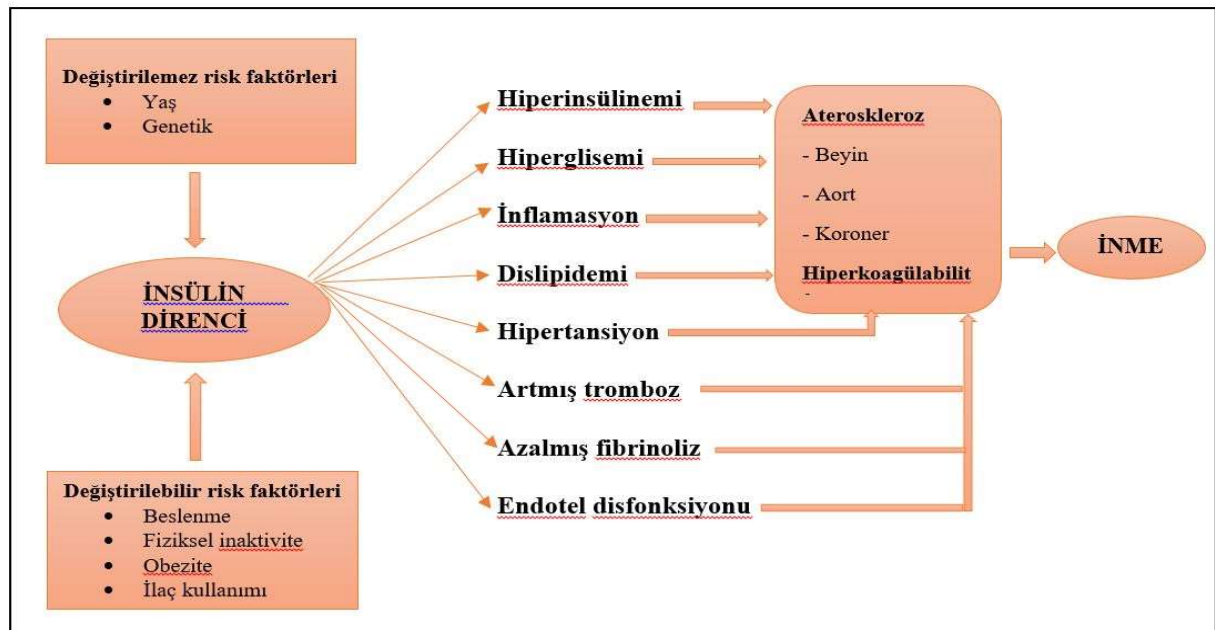 Değiştirilemez risk faktörleri
• Yaş
• Genetik
İNSÜLİN
DİRENCİ
Değiştirilebilir risk faktörleri
• Beslenme
• Fiziksel inaktivite
• Obezite
• İlaç kullanımı
Hiperinsülinemi
Hiperglisemi
İnflamasyon
Dislipidemi
Hipertansiyon
Artmış tromboz
Azalmış fibrinoliz
Endotel disfonksiyonu
Ateroskleroz
- Beyin
- Aort
- Koroner
Hiperkoagülabilit
-
İNME